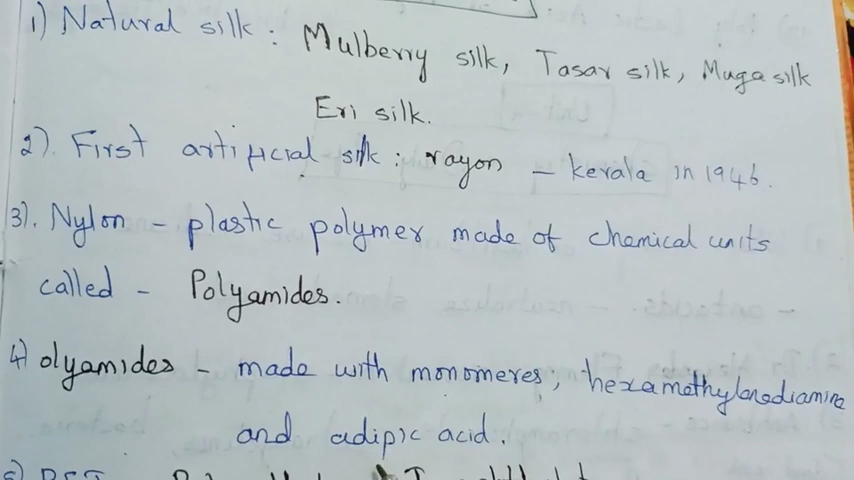 1) Natural silk : Mulberry silk, Tasar silk, Muga silk
Eri silk.
2). First artificial silk : rayon – kerala in 1946.
3). Nylon – plastic polymer made of chemical units
called – Polyamides.
4) olyamides – made with monomeres; hexamethylenediamine
and adipic acid.